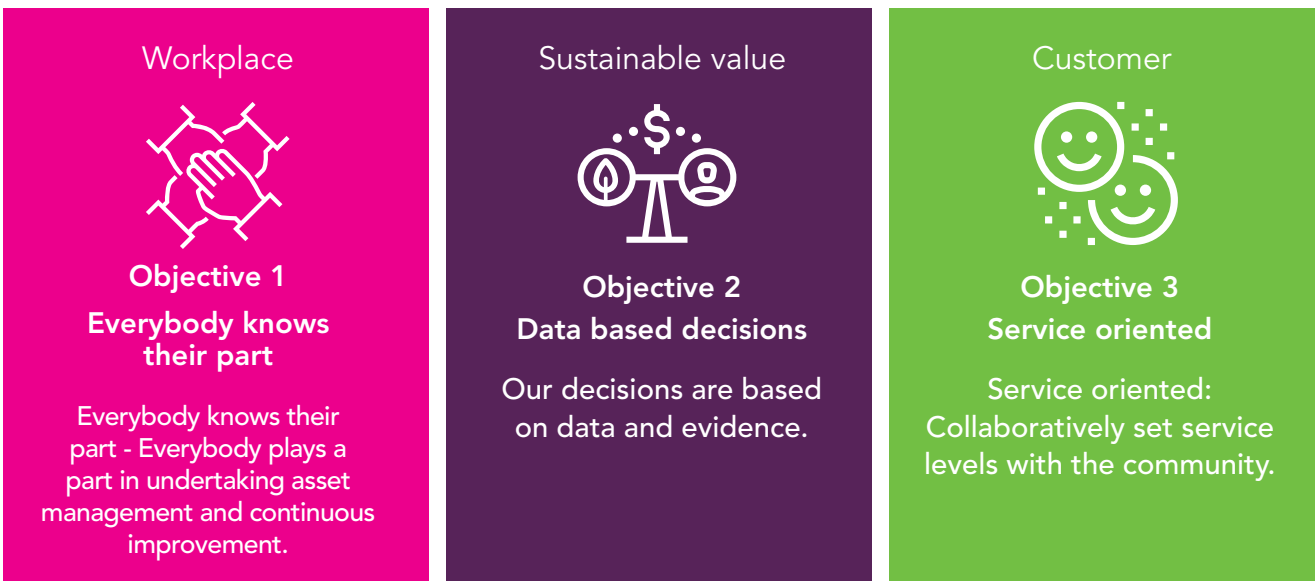 Workplace
Objective 1
Everybody knows
their part
Everybody knows their
part - Everybody plays a
part in undertaking asset
management and continuous
improvement.
Sustainable value
$
Objective 2
Data based decisions
Our decisions are based
on data and evidence.
Customer
Objective 3
Service oriented
Service oriented:
Collaboratively set service
levels with the community.